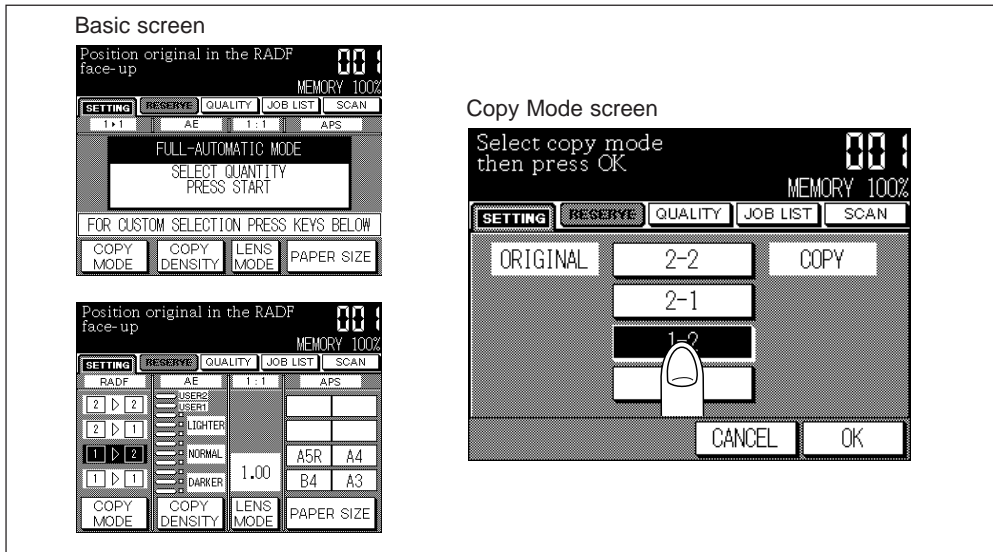 Basic screen
Position original in the RADF
face-up
001
MEMORY 100%
SETTING RESERVE QUALITY JOB LIST SCAN
1▸1 AE 1:1 APS
FULL-AUTOMATIC MODE
SELECT QUANTITY
PRESS START
FOR CUSTOM SELECTION PRESS KEYS BELOW
COPY MODE COPY DENSITY LENS MODE PAPER SIZE
Position original in the RADF
face-up
001
MEMORY 100%
SETTING RESERVE QUALITY JOB LIST SCAN
RADF AE 1:1 APS
2 ▷ 2 USER2
USER1
2 ▷ 1 LIGHTER
1 ▷ 2 NORMAL A5R A4
1 ▷ 1 DARKER 1.00 B4 A3
COPY MODE COPY DENSITY LENS MODE PAPER SIZE
Copy Mode screen
Select copy mode
then press OK
001
MEMORY 100%
SETTING RESERVE QUALITY JOB LIST SCAN
ORIGINAL 2-2 COPY
2-1
1-2
CANCEL OK